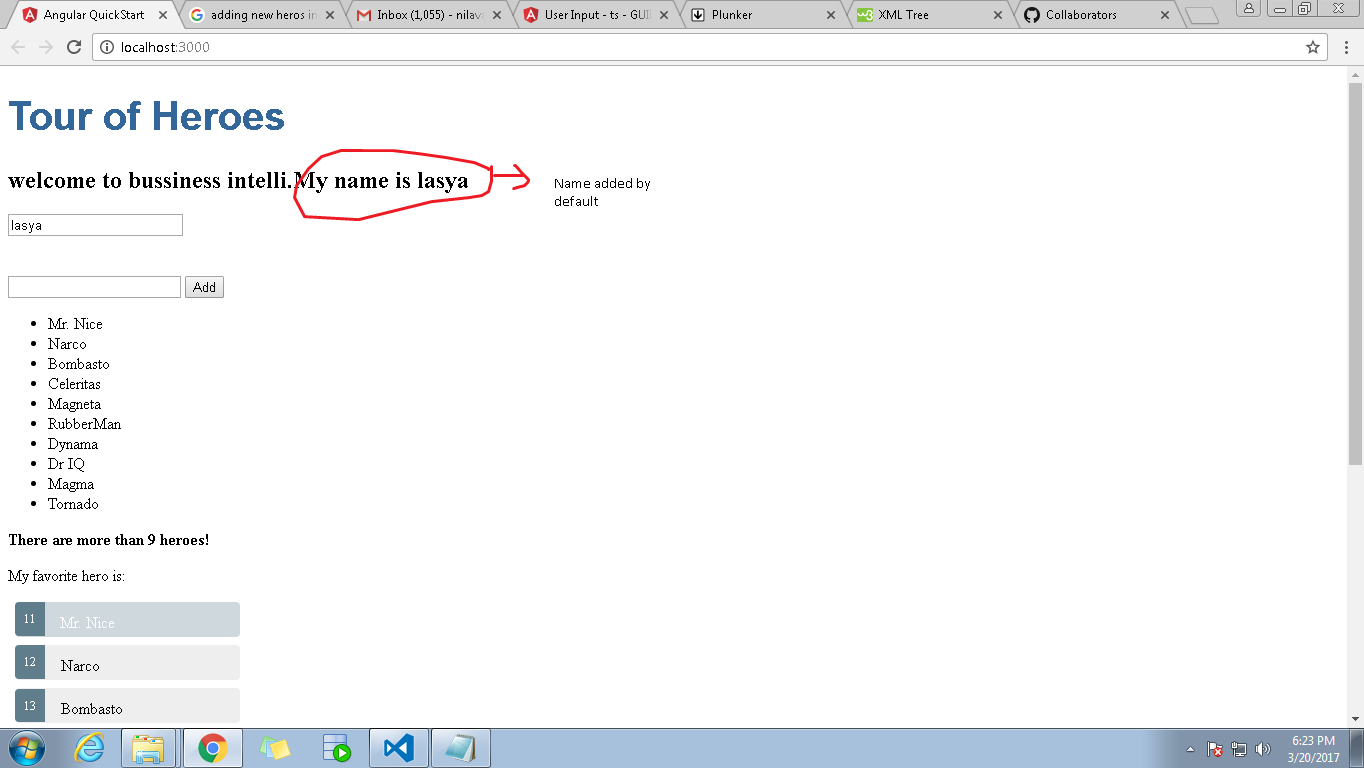 Angular QuickStart
adding new heros in
Inbox (1,055) - nilava
User Input - ts - GUI
Plunker
XML Tree
Collaborators
localhost:3000
Tour of Heroes
welcome to bussiness intelli.My name is lasya
Name added by
default
lasya
Add
Mr. Nice
Narco
Bombasto
Celeritas
Magneta
RubberMan
Dynama
Dr IQ
Magma
Tornado
There are more than 9 heroes!
My favorite hero is:
11 Mr. Nice
12 Narco
13 Bombasto
6:23 PM
3/20/2017